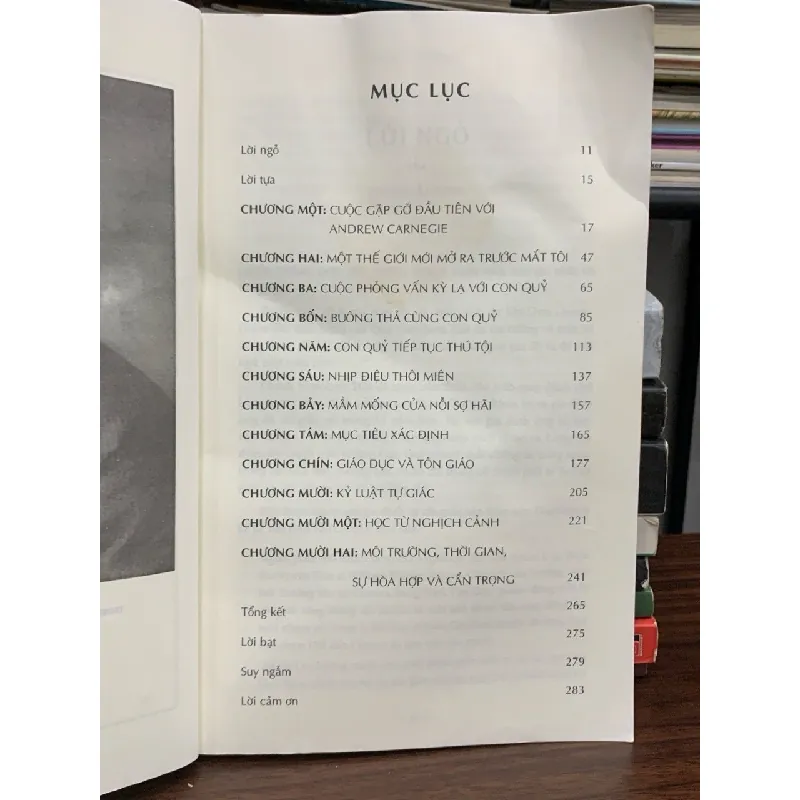 MỤC LỤC
Lời ngỏ 11
Lời tựa 15
CHƯƠNG MỘT: CUỘC GẶP GỠ ĐẦU TIÊN VỚI
ANDREW CARNEGIE 17
CHƯƠNG HAI: MỘT THẾ GIỚI MỚI MỞ RA TRƯỚC MẮT TÔI 47
CHƯƠNG BA: CUỘC PHỎNG VẤN KỲ LẠ VỚI CON QUỶ 65
CHƯƠNG BỐN: BUÔNG THẢ CÙNG CON QUỶ 85
CHƯƠNG NĂM: CON QUỶ TIẾP TỤC THÚ TỘI 113
CHƯƠNG SÁU: NHỊP ĐIỆU THÔI MIÊN 137
CHƯƠNG BẢY: MẦM MỐNG CỦA NỖI SỢ HÃI 157
CHƯƠNG TÁM: MỤC TIÊU XÁC ĐỊNH 165
CHƯƠNG CHÍN: GIÁO DỤC VÀ TÔN GIÁO 177
CHƯƠNG MƯỜI: KỶ LUẬT TỰ GIÁC 205
CHƯƠNG MƯỜI MỘT: HỌC TỪ NGHỊCH CẢNH 221
CHƯƠNG MƯỜI HAI: MÔI TRƯỜNG, THỜI GIAN,
SỰ HÒA HỢP VÀ CẨN TRỌNG 241
Tổng kết 265
Lời bạt 275
Suy ngẫm 279
Lời cảm ơn 283